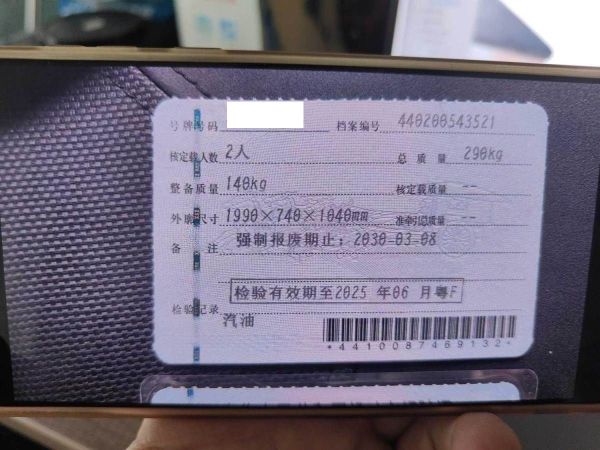 号牌号码 档案编号 440200543521
核定载人数 2人 总质量 290kg
整备质量 140kg 核定载质量 --
外廓尺寸 1990×740×1040mm 准牵引总质量 --
备注 强制报废期止：2030-03-08
检验有效期至2025 年06 月粤F
检验记录
汽油
*4410087469132*